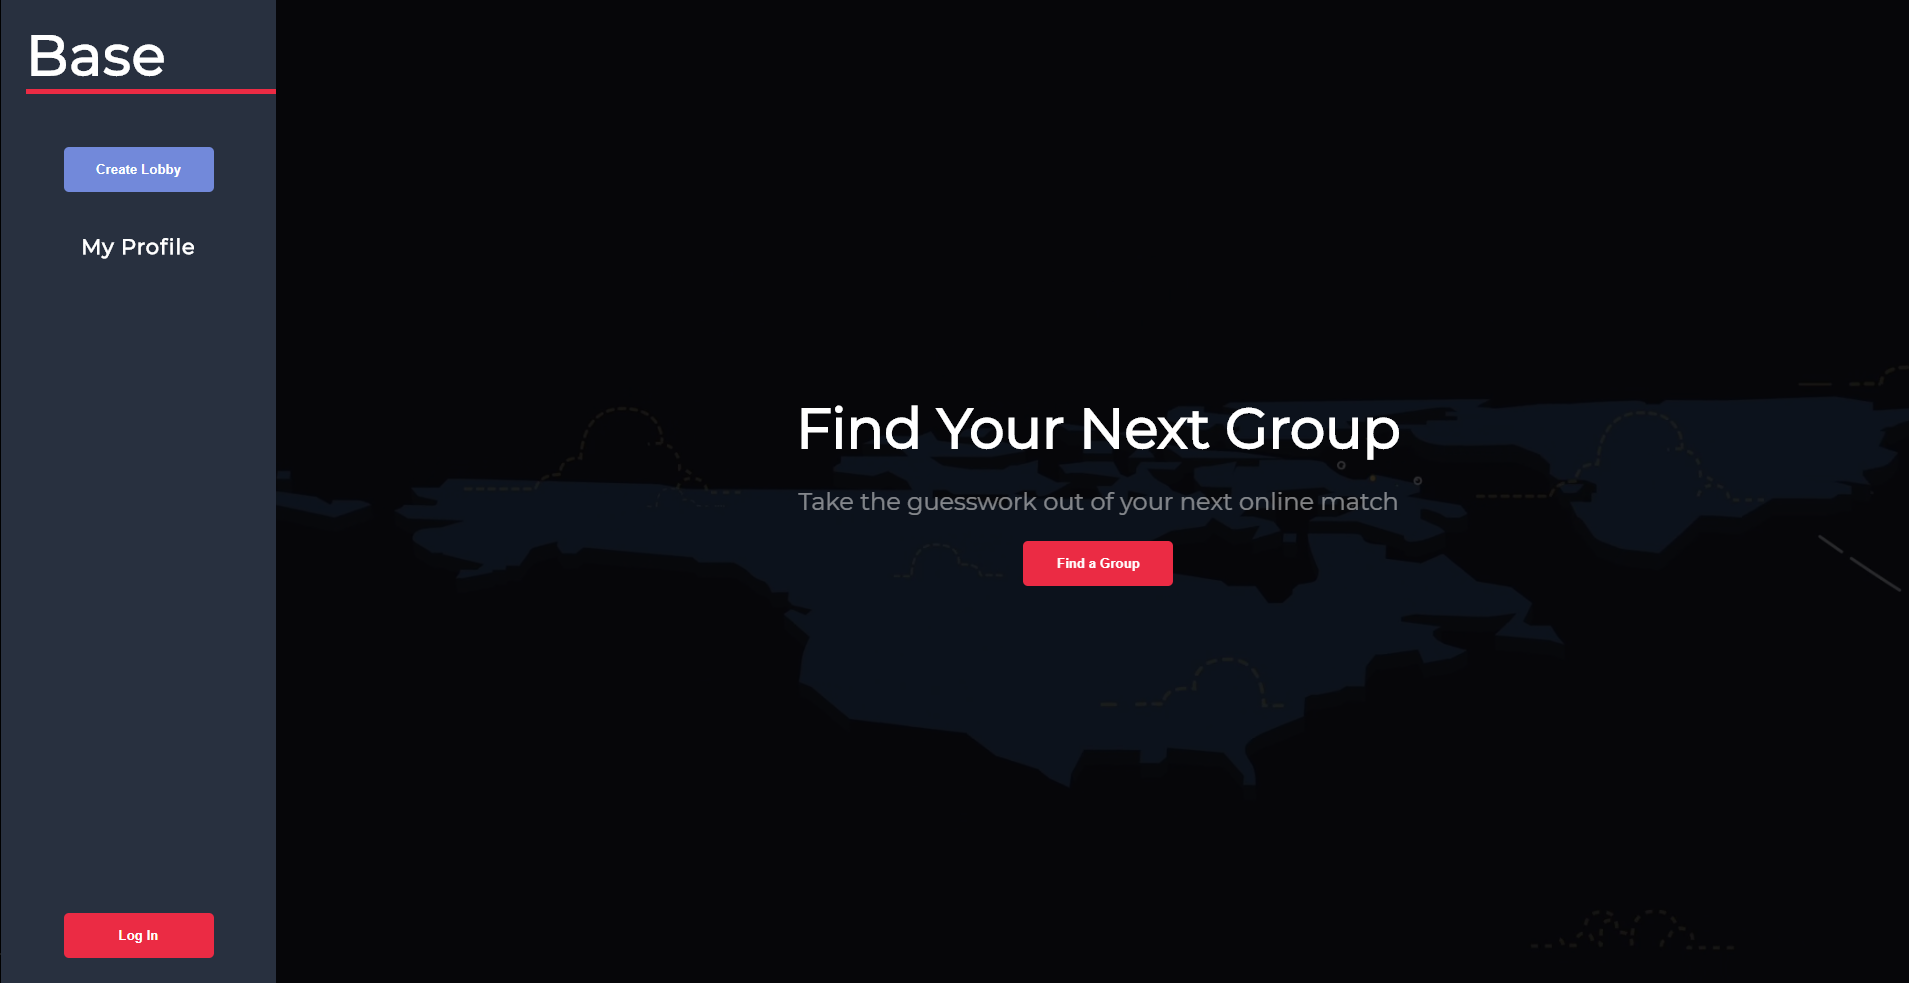 Base
Create Lobby
My Profile
Log In
Find Your Next Group
Take the guesswork out of your next online match
Find a Group